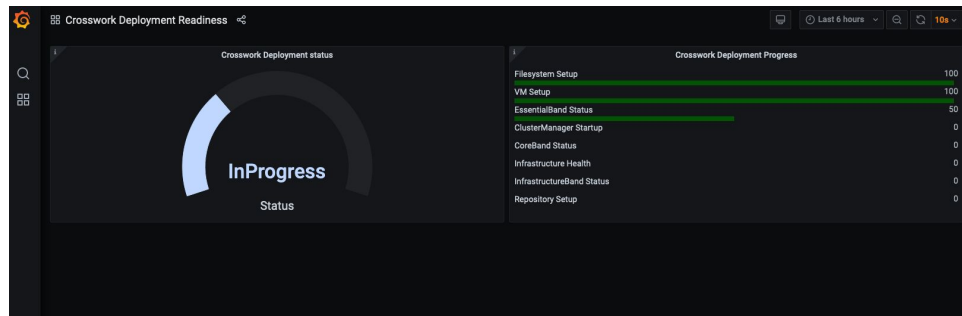 Crosswork Deployment Readiness
Last 6 hours
10s
i
Crosswork Deployment status
InProgress
Status
i
Crosswork Deployment Progress
Filesystem Setup 100
VM Setup 100
EssentialBand Status 50
ClusterManager Startup 0
CoreBand Status 0
Infrastructure Health 0
InfrastructureBand Status 0
Repository Setup 0